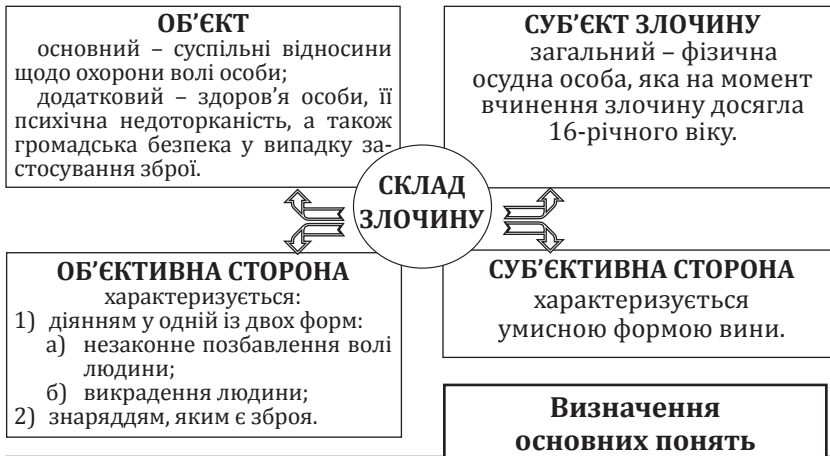 ОБ’ЄКТ
основний – суспільні відносини
щодо охорони волі особи;
додатковий – здоров’я особи, її
психічна недоторканість, а також
громадська безпека у випадку за-
стосування зброї.
СУБ’ЄКТ ЗЛОЧИНУ
загальний – фізична
осудна особа, яка на момент
вчинення злочину досягла
16-річного віку.
СКЛАД
ЗЛОЧИНУ
ОБ’ЄКТИВНА СТОРОНА
характеризується:
1) діянням у одній із двох форм:
а) незаконне позбавлення волі
людини;
б) викрадення людини;
2) знаряддям, яким є зброя.
СУБ’ЄКТИВНА СТОРОНА
характеризується
умисною формою вини.
Визначення
основних понять